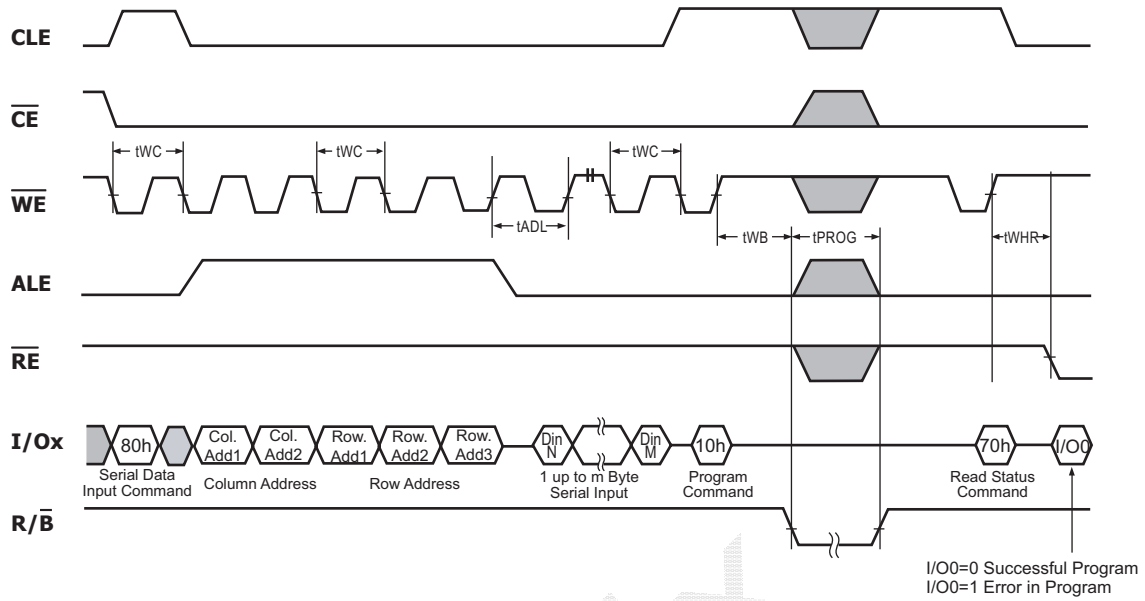 CLE
CE
tWC
tWC
tWC
WE
tADL
tWB
tPROG
tWHR
ALE
RE
I/Ox
80h
Col. Add1
Col. Add2
Row. Add1
Row. Add2
Row. Add3
Din N
Din M
10h
70h
I/O0
Serial Data
Input Command
Column Address
Row Address
1 up to m Byte
Serial Input
Program
Command
Read Status
Command
R/B
I/O0=0 Successful Program
I/O0=1 Error in Program